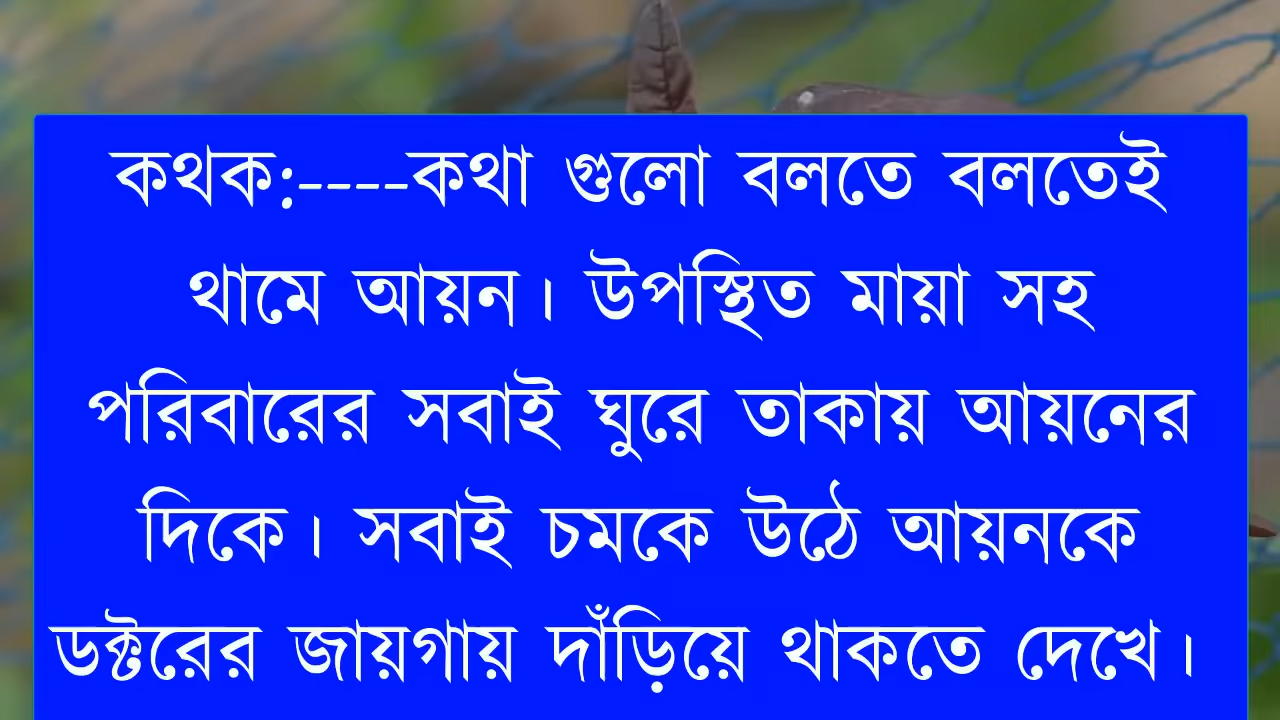 কথক:----কথা গুলো বলতে বলতেই
থামে আয়ন। উপস্থিত মায়া সহ
পরিবারের সবাই ঘুরে তাকায় আয়নের
দিকে। সবাই চমকে উঠে আয়নকে
ডক্টরের জায়গায় দাঁড়িয়ে থাকতে দেখে।